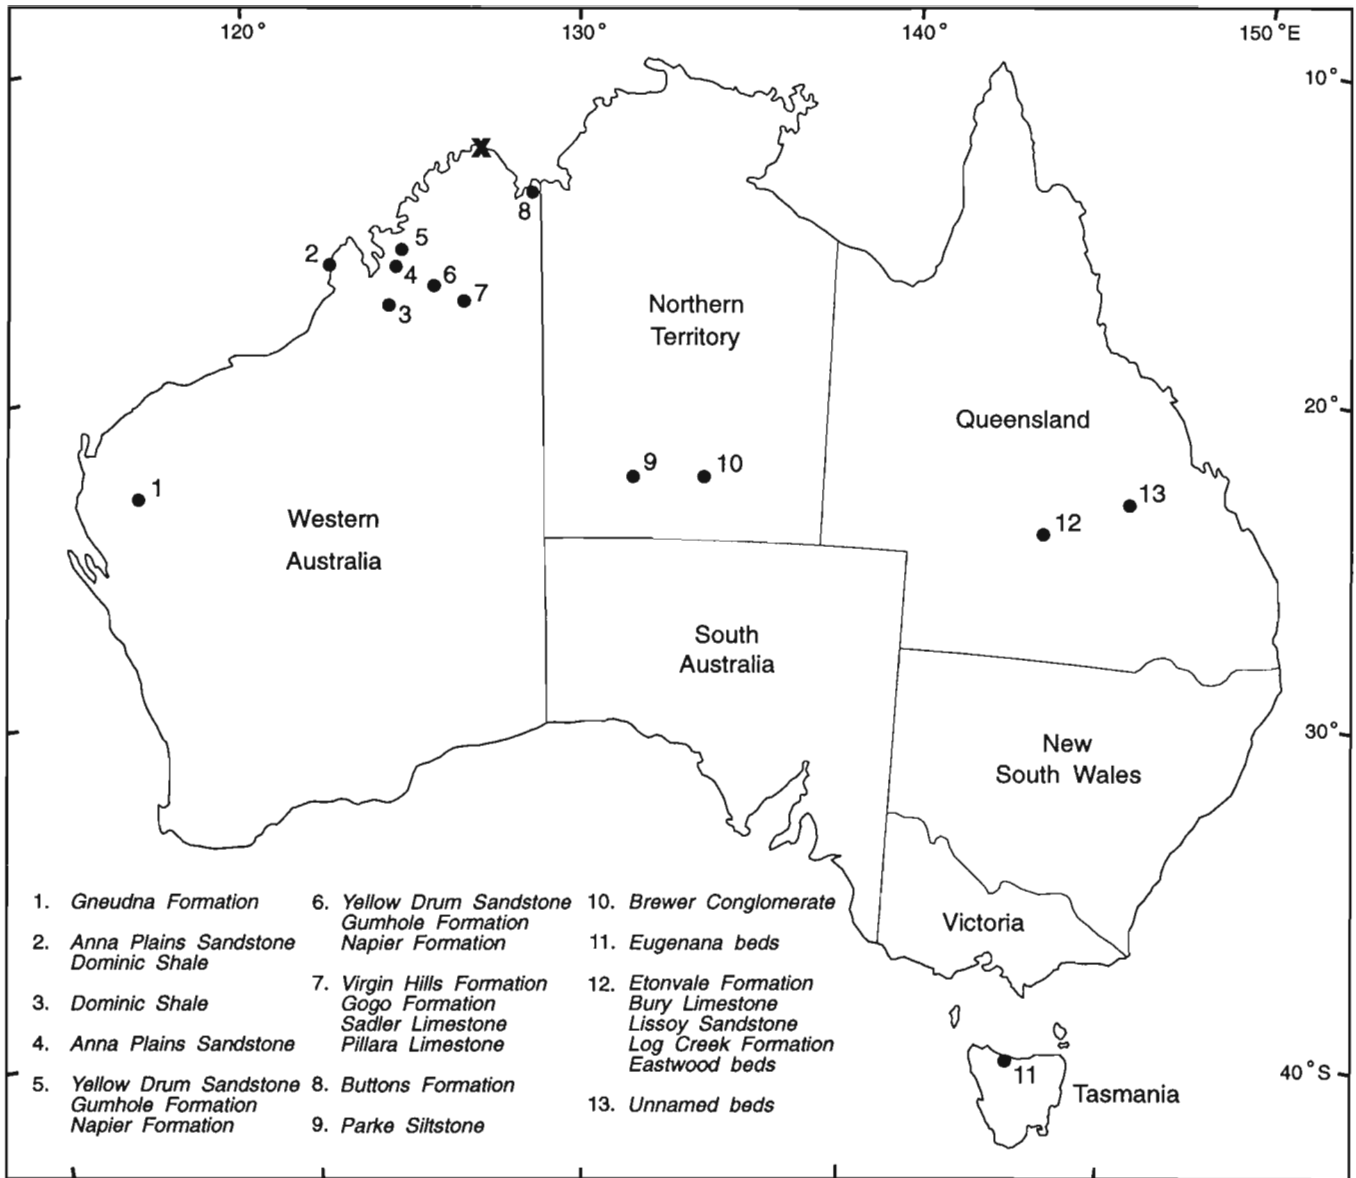 120° 130° 140° 150°E
10°
X
8
5
2
4
6
7
3
Northern
Territory
20°
Queensland
9 10
1
13
12
Western
Australia
South
Australia
30°
New
South Wales
Victoria
40°S
11
Tasmania
1. Gneudna Formation
2. Anna Plains Sandstone
Dominic Shale
3. Dominic Shale
4. Anna Plains Sandstone
5. Yellow Drum Sandstone
Gumhole Formation
Napier Formation
6. Yellow Drum Sandstone
Gumhole Formation
Napier Formation
7. Virgin Hills Formation
Gogo Formation
Sadler Limestone
Pillara Limestone
8. Buttons Formation
9. Parke Siltstone
10. Brewer Conglomerate
11. Eugenana beds
12. Etonvale Formation
Bury Limestone
Lissoy Sandstone
Log Creek Formation
Eastwood beds
13. Unnamed beds